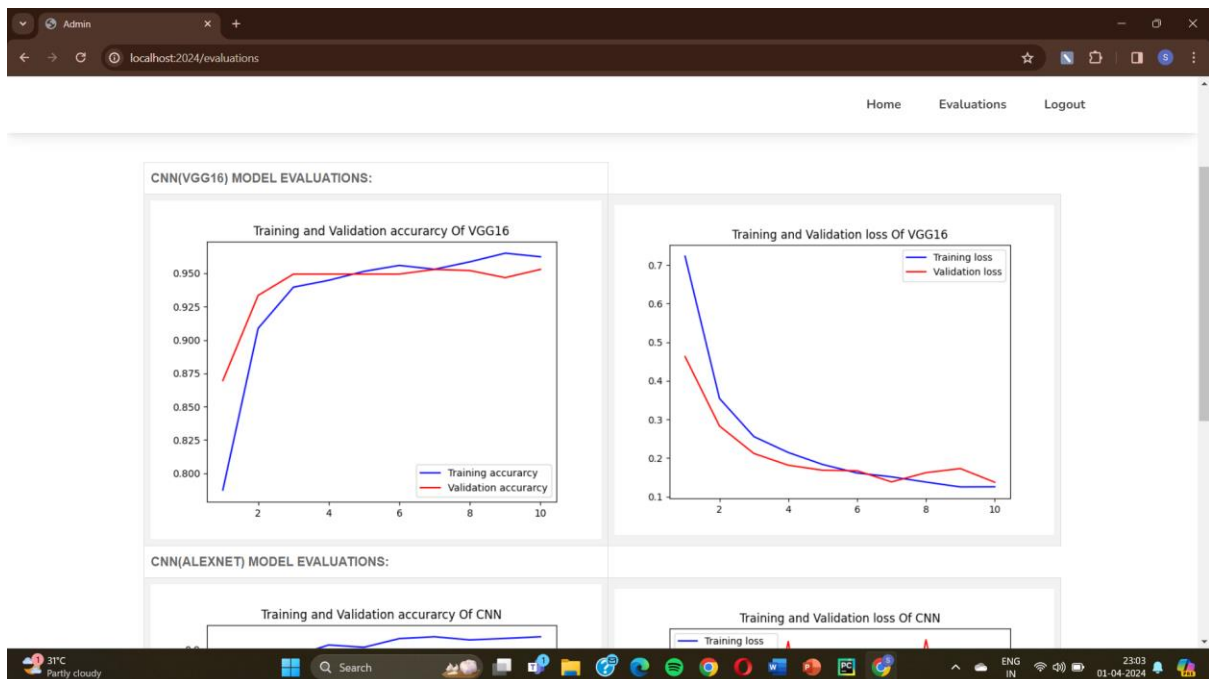 Admin
localhost:2024/evaluations
S
Home Evaluations Logout
CNN(VGG16) MODEL EVALUATIONS:
Training and Validation accurarcy Of VGG16
0.950
0.925
0.900
0.875
0.850
0.825
0.800
2 4 6 8 10
Training accurarcy
Validation accurarcy
Training and Validation loss Of VGG16
0.7
0.6
0.5
0.4
0.3
0.2
0.1
2 4 6 8 10
Training loss
Validation loss
CNN(ALEXNET) MODEL EVALUATIONS:
Training and Validation accurarcy Of CNN
Training and Validation loss Of CNN
Training loss
1
31°C
Partly cloudy
Search
ENG
IN
23:03
01-04-2024